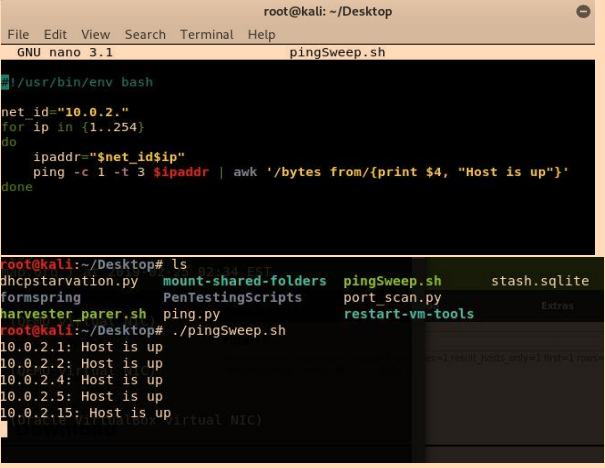 root@kali: ~/Desktop
File Edit View Search Terminal Help
GNU nano 3.1 pingSweep.sh
#!/usr/bin/env bash
net_id="10.0.2."
for ip in {1..254}
do
ipaddr="$net_id$ip"
ping -c 1 -t 3 $ipaddr | awk '/bytes from/{print $4, "Host is up"}'
done
root@kali:~/Desktop# ls
dhcpstarvation.py mount-shared-folders pingSweep.sh stash.sqlite
formspring PenTestingScripts port_scan.py
Extras
harvester_parer.sh ping.py restart-vm-tools
root@kali:~/Desktop# ./pingSweep.sh
10.0.2.1: Host is up
10.0.2.2: Host is up
10.0.2.4: Host is up
10.0.2.5: Host is up
10.0.2.15: Host is up
(Oracle VirtualBox virtual NIC)